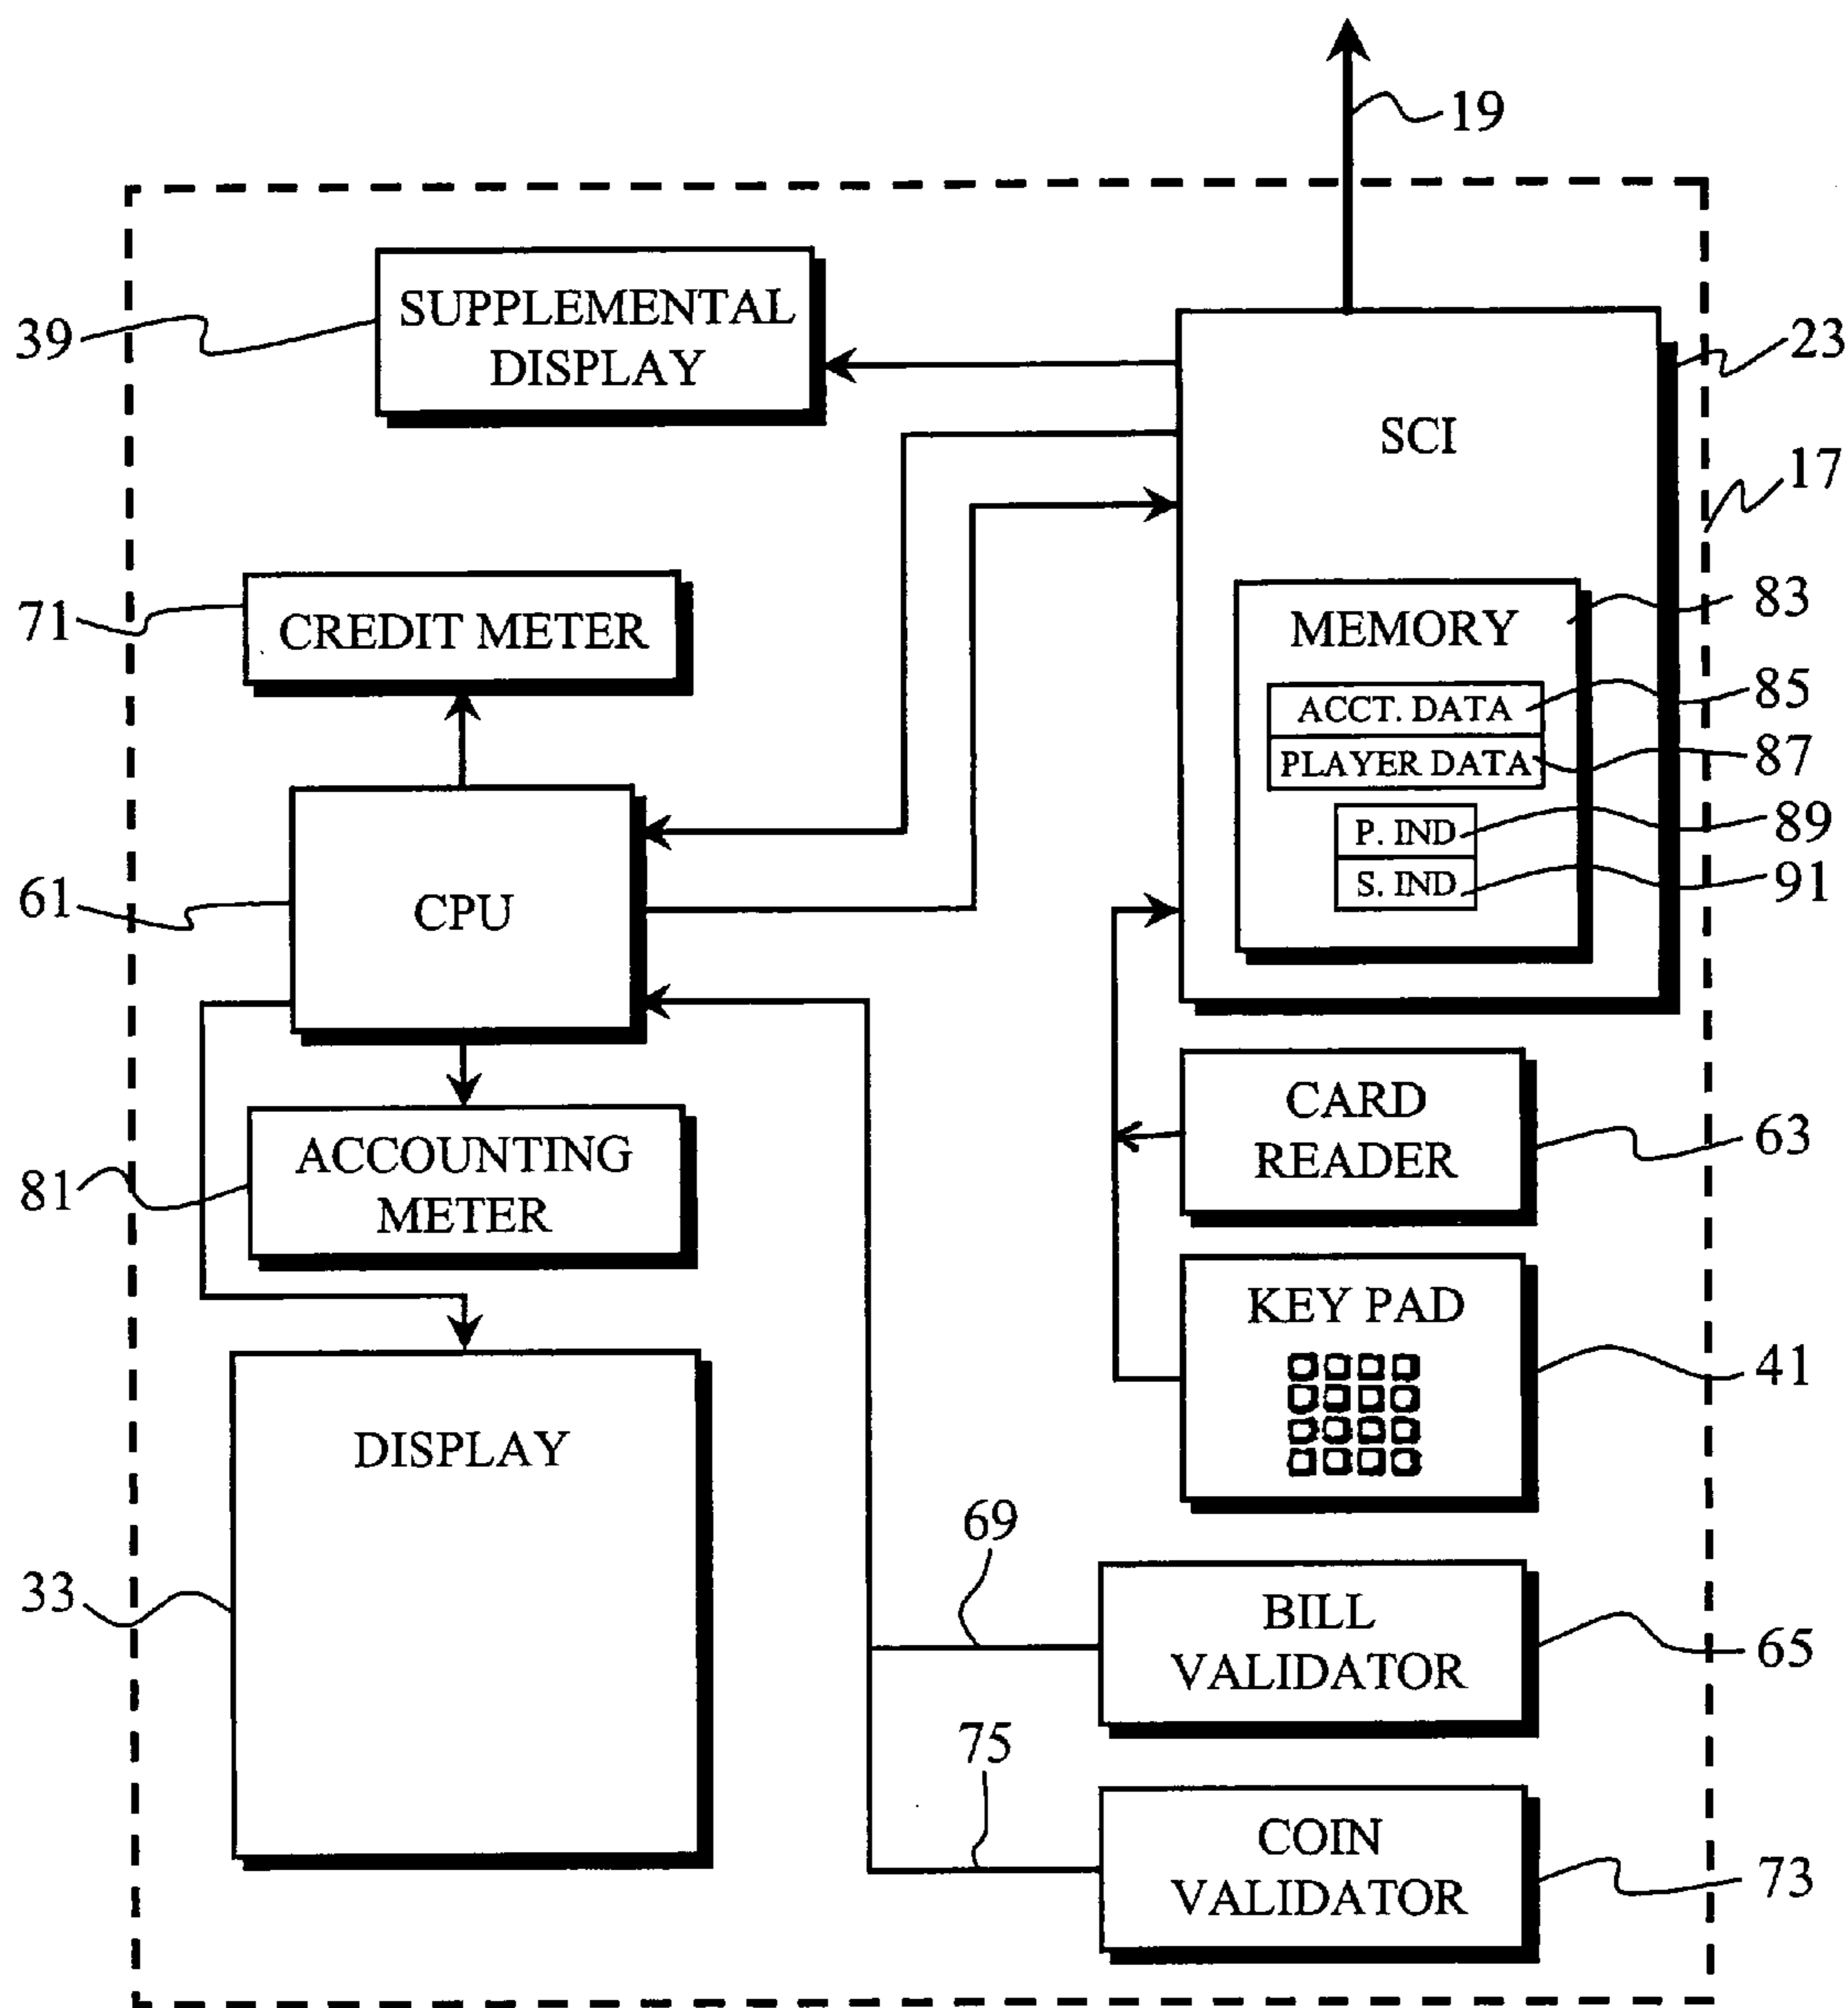 19
SUPPLEMENTAL
DISPLAY
39
23
SCI
17
71
CREDIT METER
MEMORY
83
ACCT. DATA
85
PLAYER DATA
87
P. IND
89
S. IND
91
61
CPU
CARD
READER
63
ACCOUNTING
METER
81
KEY PAD
41
DISPLAY
33
69
BILL
VALIDATOR
65
75
COIN
VALIDATOR
73